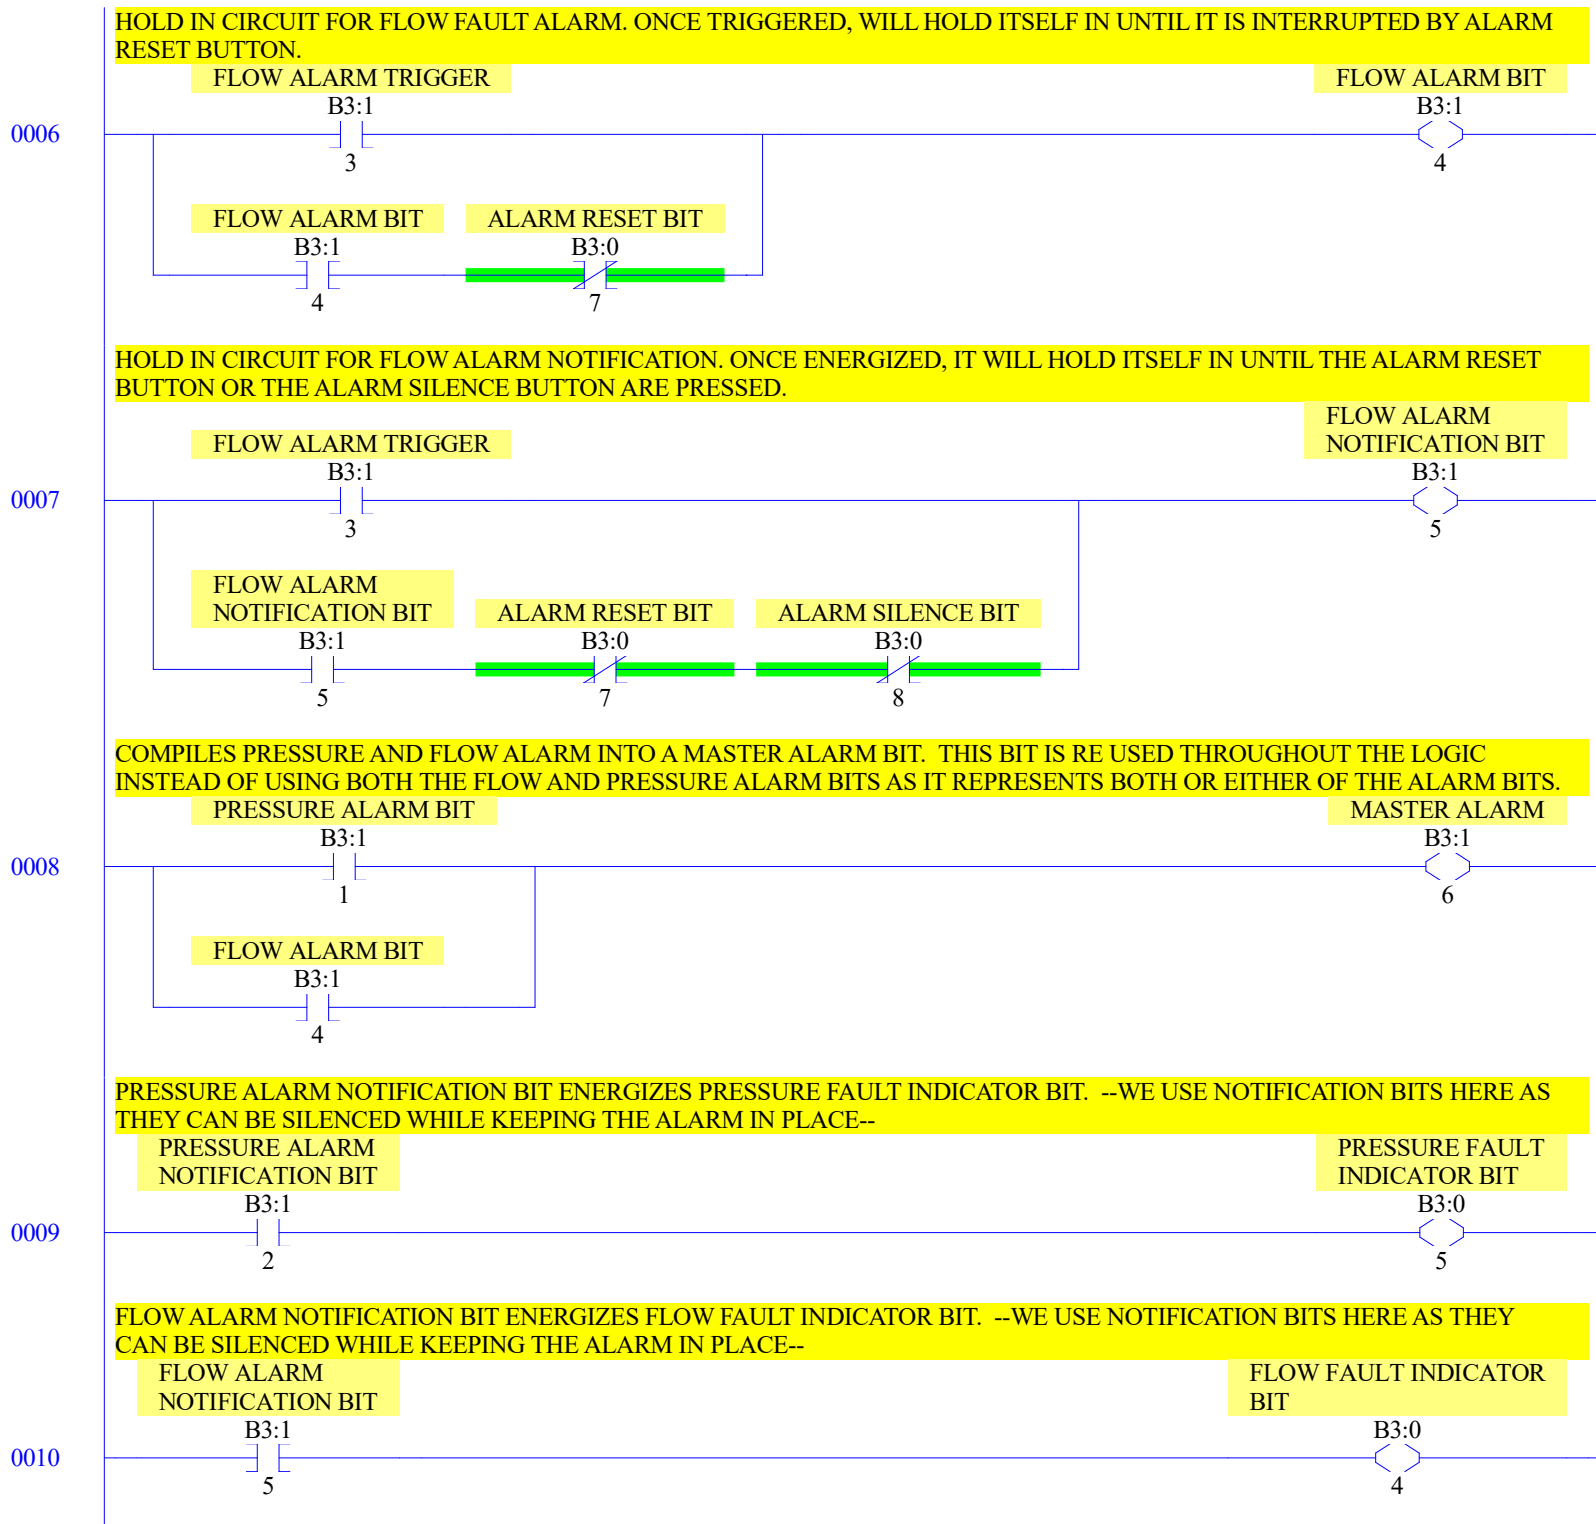 HOLD IN CIRCUIT FOR FLOW FAULT ALARM. ONCE TRIGGERED, WILL HOLD ITSELF IN UNTIL IT IS INTERRUPTED BY ALARM
RESET BUTTON.
FLOW ALARM TRIGGER
FLOW ALARM BIT
B3:1
B3:1
0006
3
4
FLOW ALARM BIT
ALARM RESET BIT
B3:1
B3:0
4
7
HOLD IN CIRCUIT FOR FLOW ALARM NOTIFICATION. ONCE ENERGIZED, IT WILL HOLD ITSELF IN UNTIL THE ALARM RESET
BUTTON OR THE ALARM SILENCE BUTTON ARE PRESSED.
FLOW ALARM TRIGGER
FLOW ALARM
NOTIFICATION BIT
B3:1
B3:1
0007
3
5
FLOW ALARM
NOTIFICATION BIT
ALARM RESET BIT
ALARM SILENCE BIT
B3:1
B3:0
B3:0
5
7
8
COMPILES PRESSURE AND FLOW ALARM INTO A MASTER ALARM BIT.  THIS BIT IS RE USED THROUGHOUT THE LOGIC
INSTEAD OF USING BOTH THE FLOW AND PRESSURE ALARM BITS AS IT REPRESENTS BOTH OR EITHER OF THE ALARM BITS.
PRESSURE ALARM BIT
MASTER ALARM
B3:1
B3:1
0008
1
6
FLOW ALARM BIT
B3:1
4
PRESSURE ALARM NOTIFICATION BIT ENERGIZES PRESSURE FAULT INDICATOR BIT.  --WE USE NOTIFICATION BITS HERE AS
THEY CAN BE SILENCED WHILE KEEPING THE ALARM IN PLACE--
PRESSURE ALARM
NOTIFICATION BIT
PRESSURE FAULT
INDICATOR BIT
B3:1
B3:0
0009
2
5
FLOW ALARM NOTIFICATION BIT ENERGIZES FLOW FAULT INDICATOR BIT.  --WE USE NOTIFICATION BITS HERE AS THEY
CAN BE SILENCED WHILE KEEPING THE ALARM IN PLACE--
FLOW ALARM
NOTIFICATION BIT
FLOW FAULT INDICATOR
BIT
B3:1
B3:0
0010
5
4